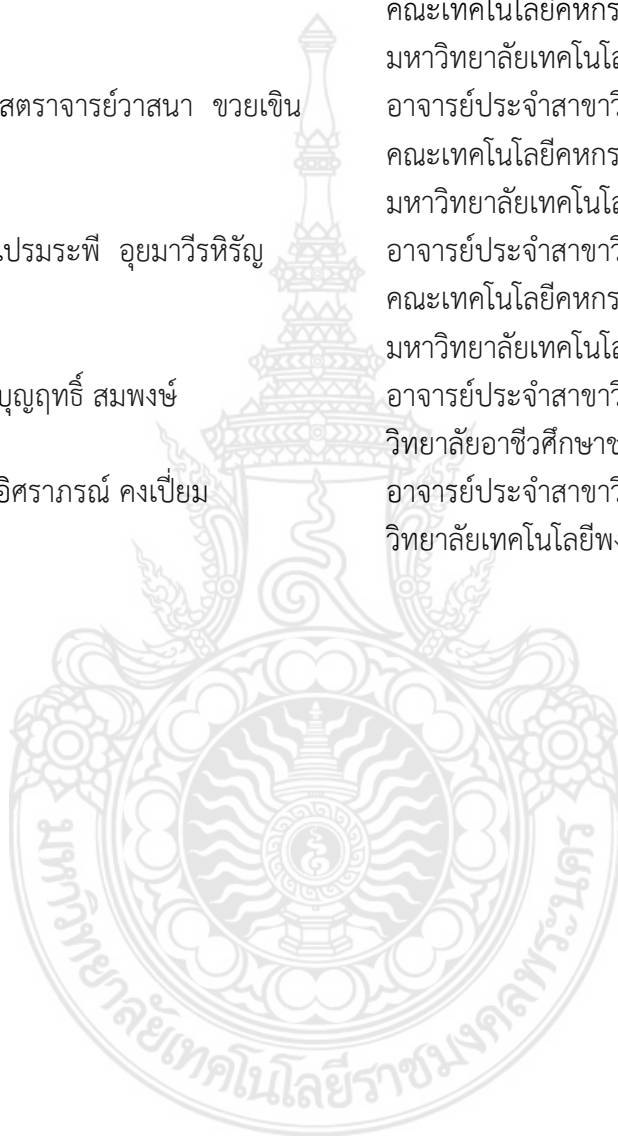 คณะเทคโนโลยีคหกร
มหาวิทยาลัยเทคโนโล
สตราจารย์วาสนา ขวยเขิน อาจารย์ประจำสาขาวิ
คณะเทคโนโลยีคหกร
มหาวิทยาลัยเทคโนโล
เปรมระพี อุยมาวีรหิรัญ อาจารย์ประจำสาขาวิ
คณะเทคโนโลยีคหกร
มหาวิทยาลัยเทคโนโล
บุญฤทธิ์ สมพงษ์ อาจารย์ประจำสาขาวิ
วิทยาลัยอาชีวศึกษาช
อิศราภรณ์ คงเปี่ยม อาจารย์ประจำสาขาวิ
วิทยาลัยเทคโนโลยีพง
มหาวิทยาลัยเทคโนโลยีราชมงคลพระนคร